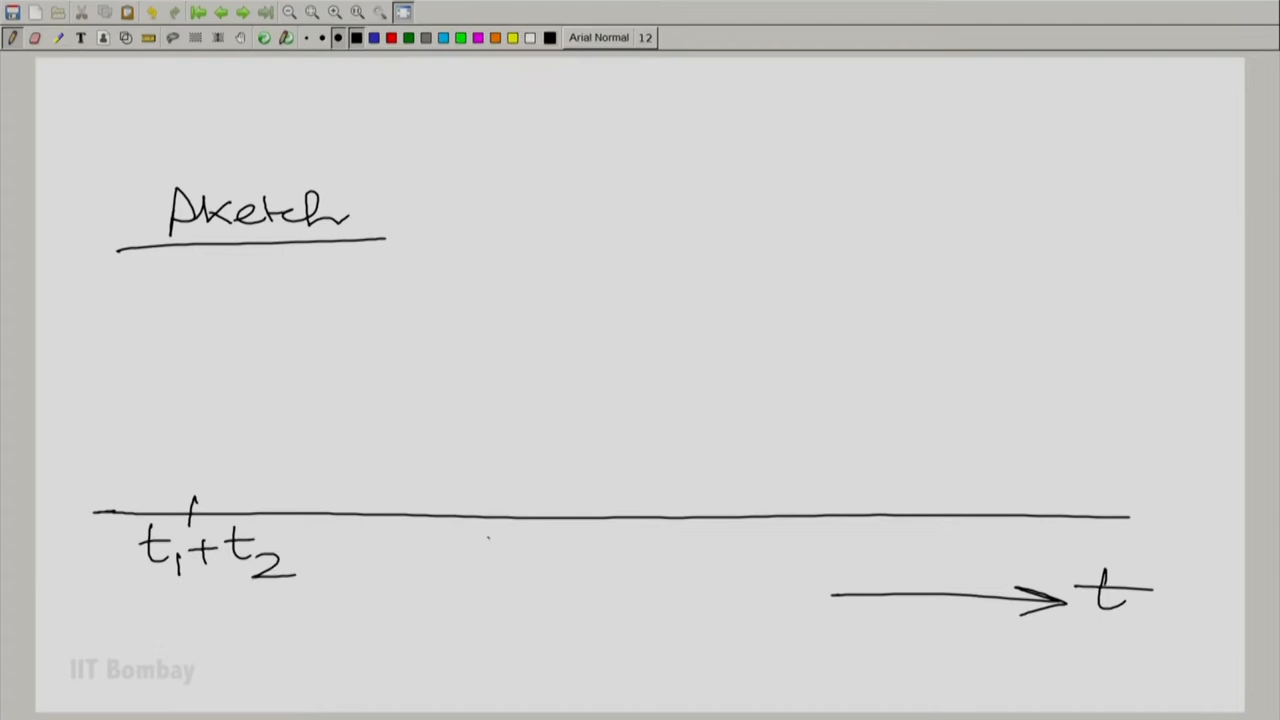 Arial Normal 12
Sketch
t₁+t₂
t
IIT Bombay